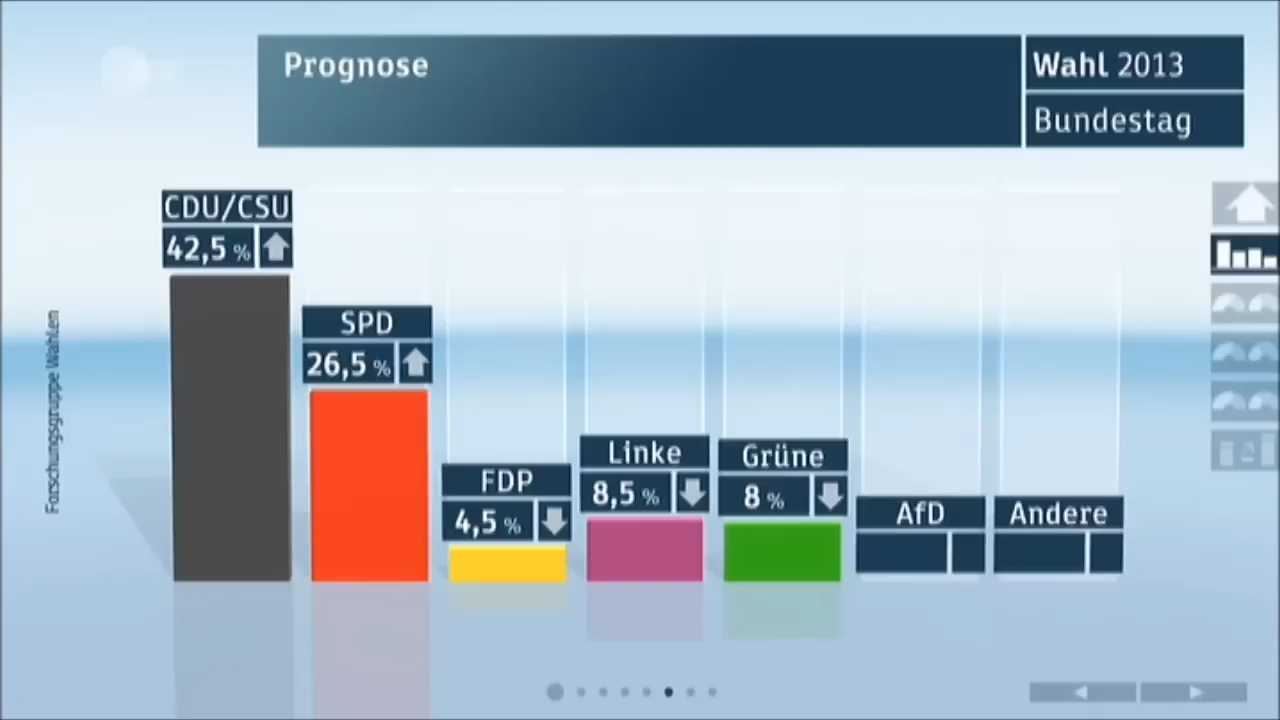 Prognose
Wahl 2013
Bundestag
CDU/CSU
42,5 %
SPD
26,5 %
FDP
4,5 %
Linke
8,5 %
Grüne
8 %
AfD
Andere
Forschungsgruppe Wahlen